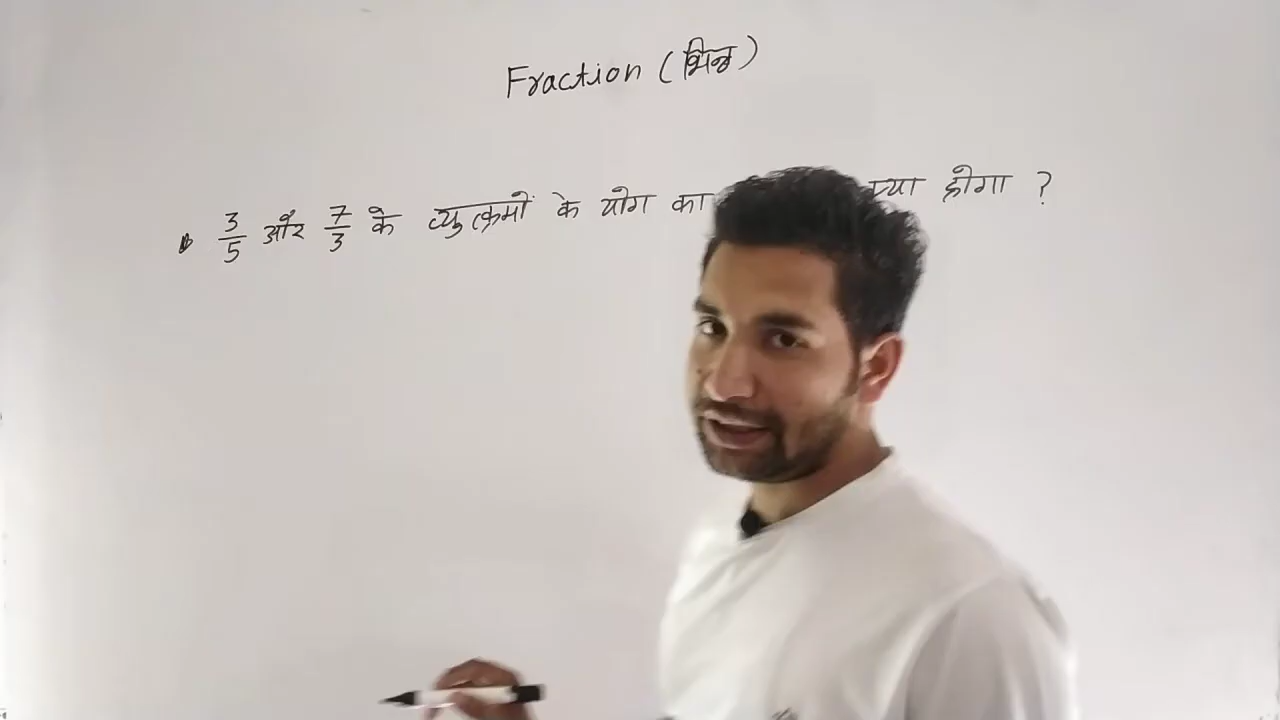 Fraction (भिन्न)
3/5 और 7/3 के व्युत्क्रमों के योग का क्या होगा ?